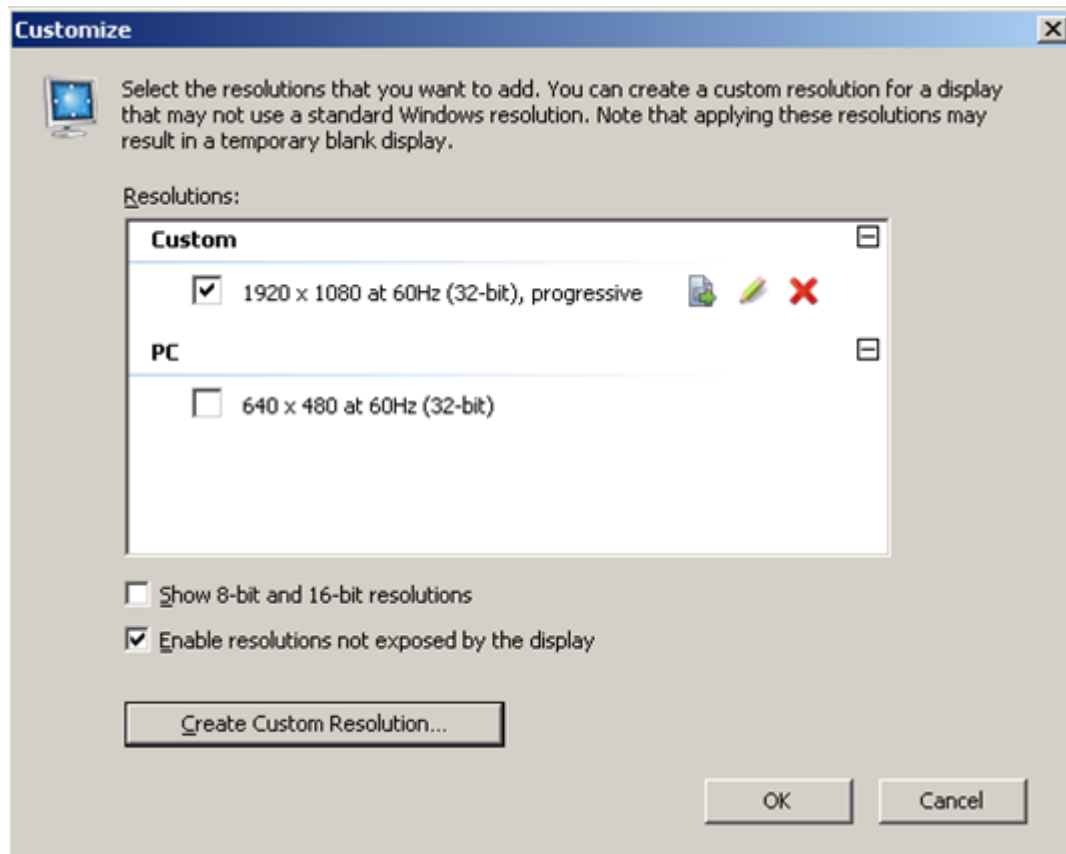 Customize
Select the resolutions that you want to add. You can create a custom resolution for a display
that may not use a standard Windows resolution. Note that applying these resolutions may
result in a temporary blank display.
Resolutions:
Custom
1920 x 1080 at 60Hz (32-bit), progressive
PC
640 x 480 at 60Hz (32-bit)
Show 8-bit and 16-bit resolutions
Enable resolutions not exposed by the display
Create Custom Resolution...
OK
Cancel